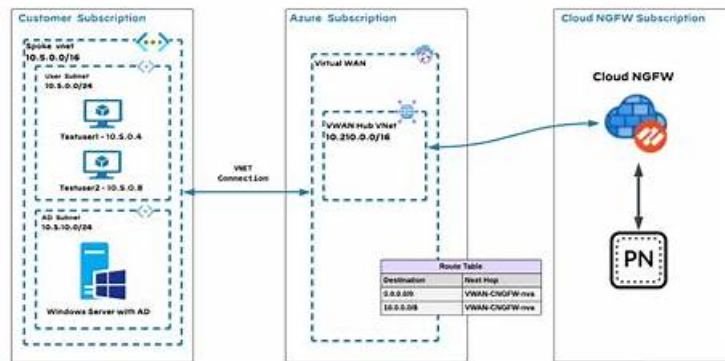 Customer Subscription
Spoke vnet
10.5.0.0/16
User Subnet
10.5.0.0/24
Testuser1 - 10.5.0.4
Testuser2 - 10.5.0.8
AD Subnet
10.5.10.0/24
Windows Server with AD
VNET
Connection
Azure Subscription
Virtual WAN
VWAN Hub VNet
10.210.0.0/16
Route Table
Destination Next Hop
0.0.0.0/0 VWAN-CNGFW-nva
10.0.0.0/8 VWAN-CNGFW-nva
Cloud NGFW Subscription
Cloud NGFW
PN